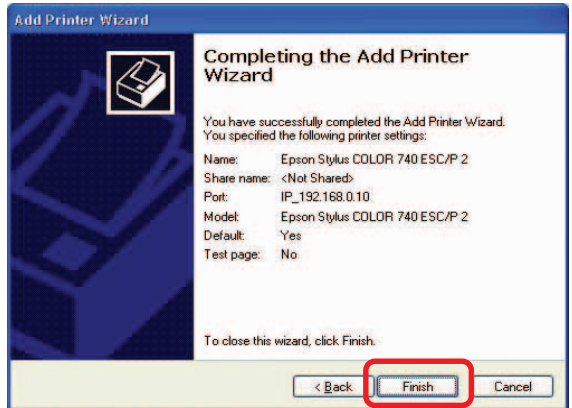 Add Printer Wizard
Completing the Add Printer
Wizard
You have successfully completed the Add Printer Wizard.
You specified the following printer settings:
Name: Epson Stylus COLOR 740 ESC/P 2
Share name: <Not Shared>
Port: IP_192.168.0.10
Model: Epson Stylus COLOR 740 ESC/P 2
Default: Yes
Test page: No
To close this wizard, click Finish.
< Back Finish Cancel